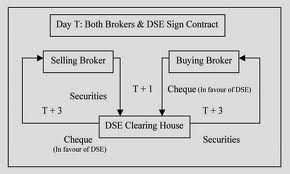 Day T: Both Brokers & DSE Sign Contract
Selling Broker
Buying Broker
Securities
T + 1
Cheque (In favour of DSE)
T + 3
T + 3
DSE Clearing House
Cheque
(In favour of DSE)
Securities